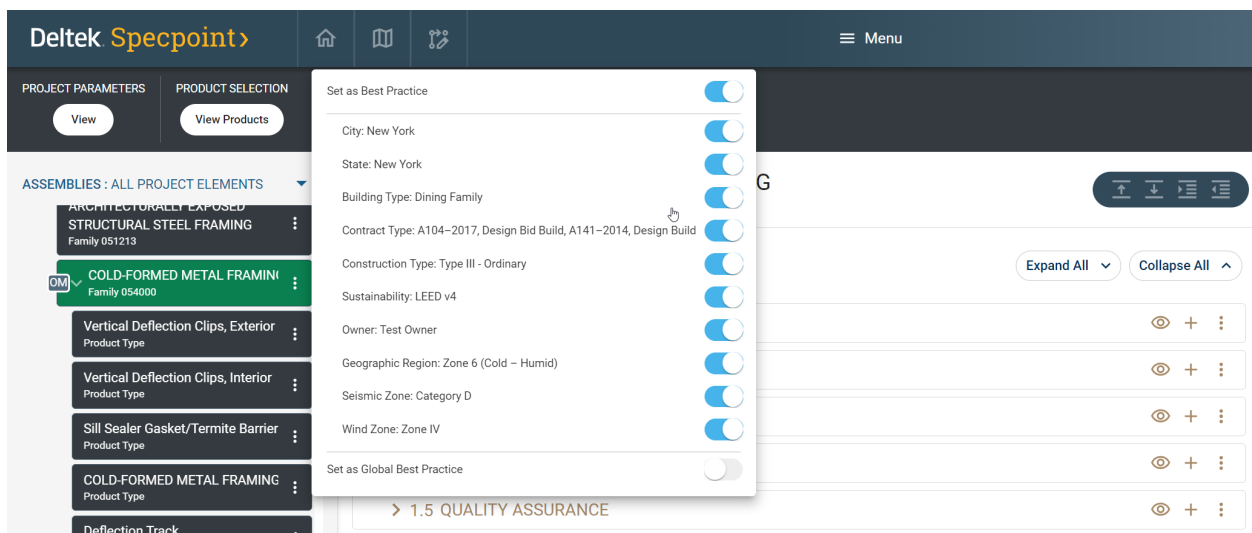 Deltek Specpoint>
Menu
PROJECT PARAMETERS
PRODUCT SELECTION
View
View Products
ASSEMBLIES : ALL PROJECT ELEMENTS
ARCHITECTURALLY EXPOSED
STRUCTURAL STEEL FRAMING
Family 051213
OM
COLD-FORMED METAL FRAMIN
Family 054000
Vertical Deflection Clips, Exterior
Product Type
Vertical Deflection Clips, Interior
Product Type
Sill Sealer Gasket/Termite Barrier
Product Type
COLD-FORMED METAL FRAMING
Product Type
Deflection Track
Set as Best Practice
City: New York
State: New York
Building Type: Dining Family
Contract Type: A104–2017, Design Bid Build, A141–2014, Design Build
Construction Type: Type III - Ordinary
Sustainability: LEED v4
Owner: Test Owner
Geographic Region: Zone 6 (Cold – Humid)
Seismic Zone: Category D
Wind Zone: Zone IV
Set as Global Best Practice
G
Expand All
Collapse All
1.5 QUALITY ASSURANCE